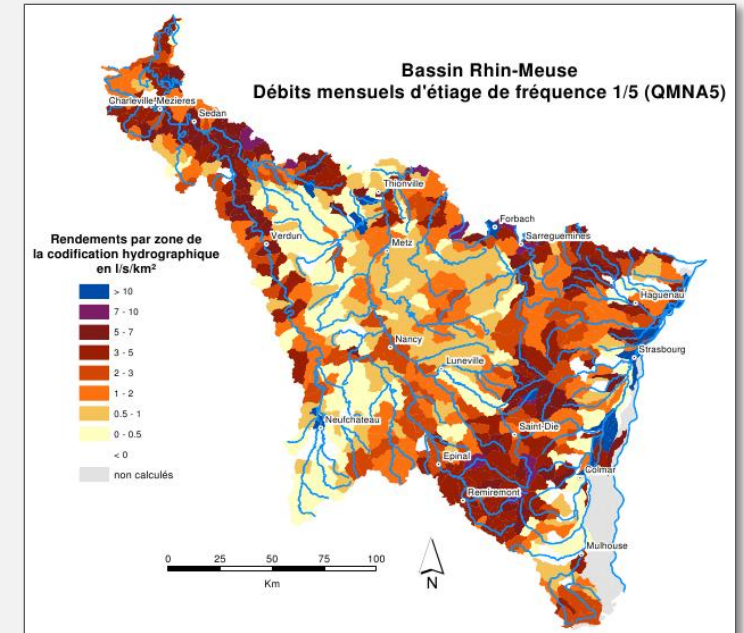 Bassin Rhin-Meuse
Débits mensuels d'étiage de fréquence 1/5 (QMNA5)
Charleville-Mezieres
Sedan
Thionville
Forbach
Sarreguemines
Verdun
Metz
Haguenau
Nancy
Strasbourg
Luneville
Neufchateau
Saint-Die
Epinal
Colmar
Remiremont
Mulhouse
Rendements par zone de
la codification hydrographique
en l/s/km²
> 10
7 - 10
5 - 7
3 - 5
2 - 3
1 - 2
0.5 - 1
0 - 0.5
< 0
non calculés
0 25 50 75 100
Km
N